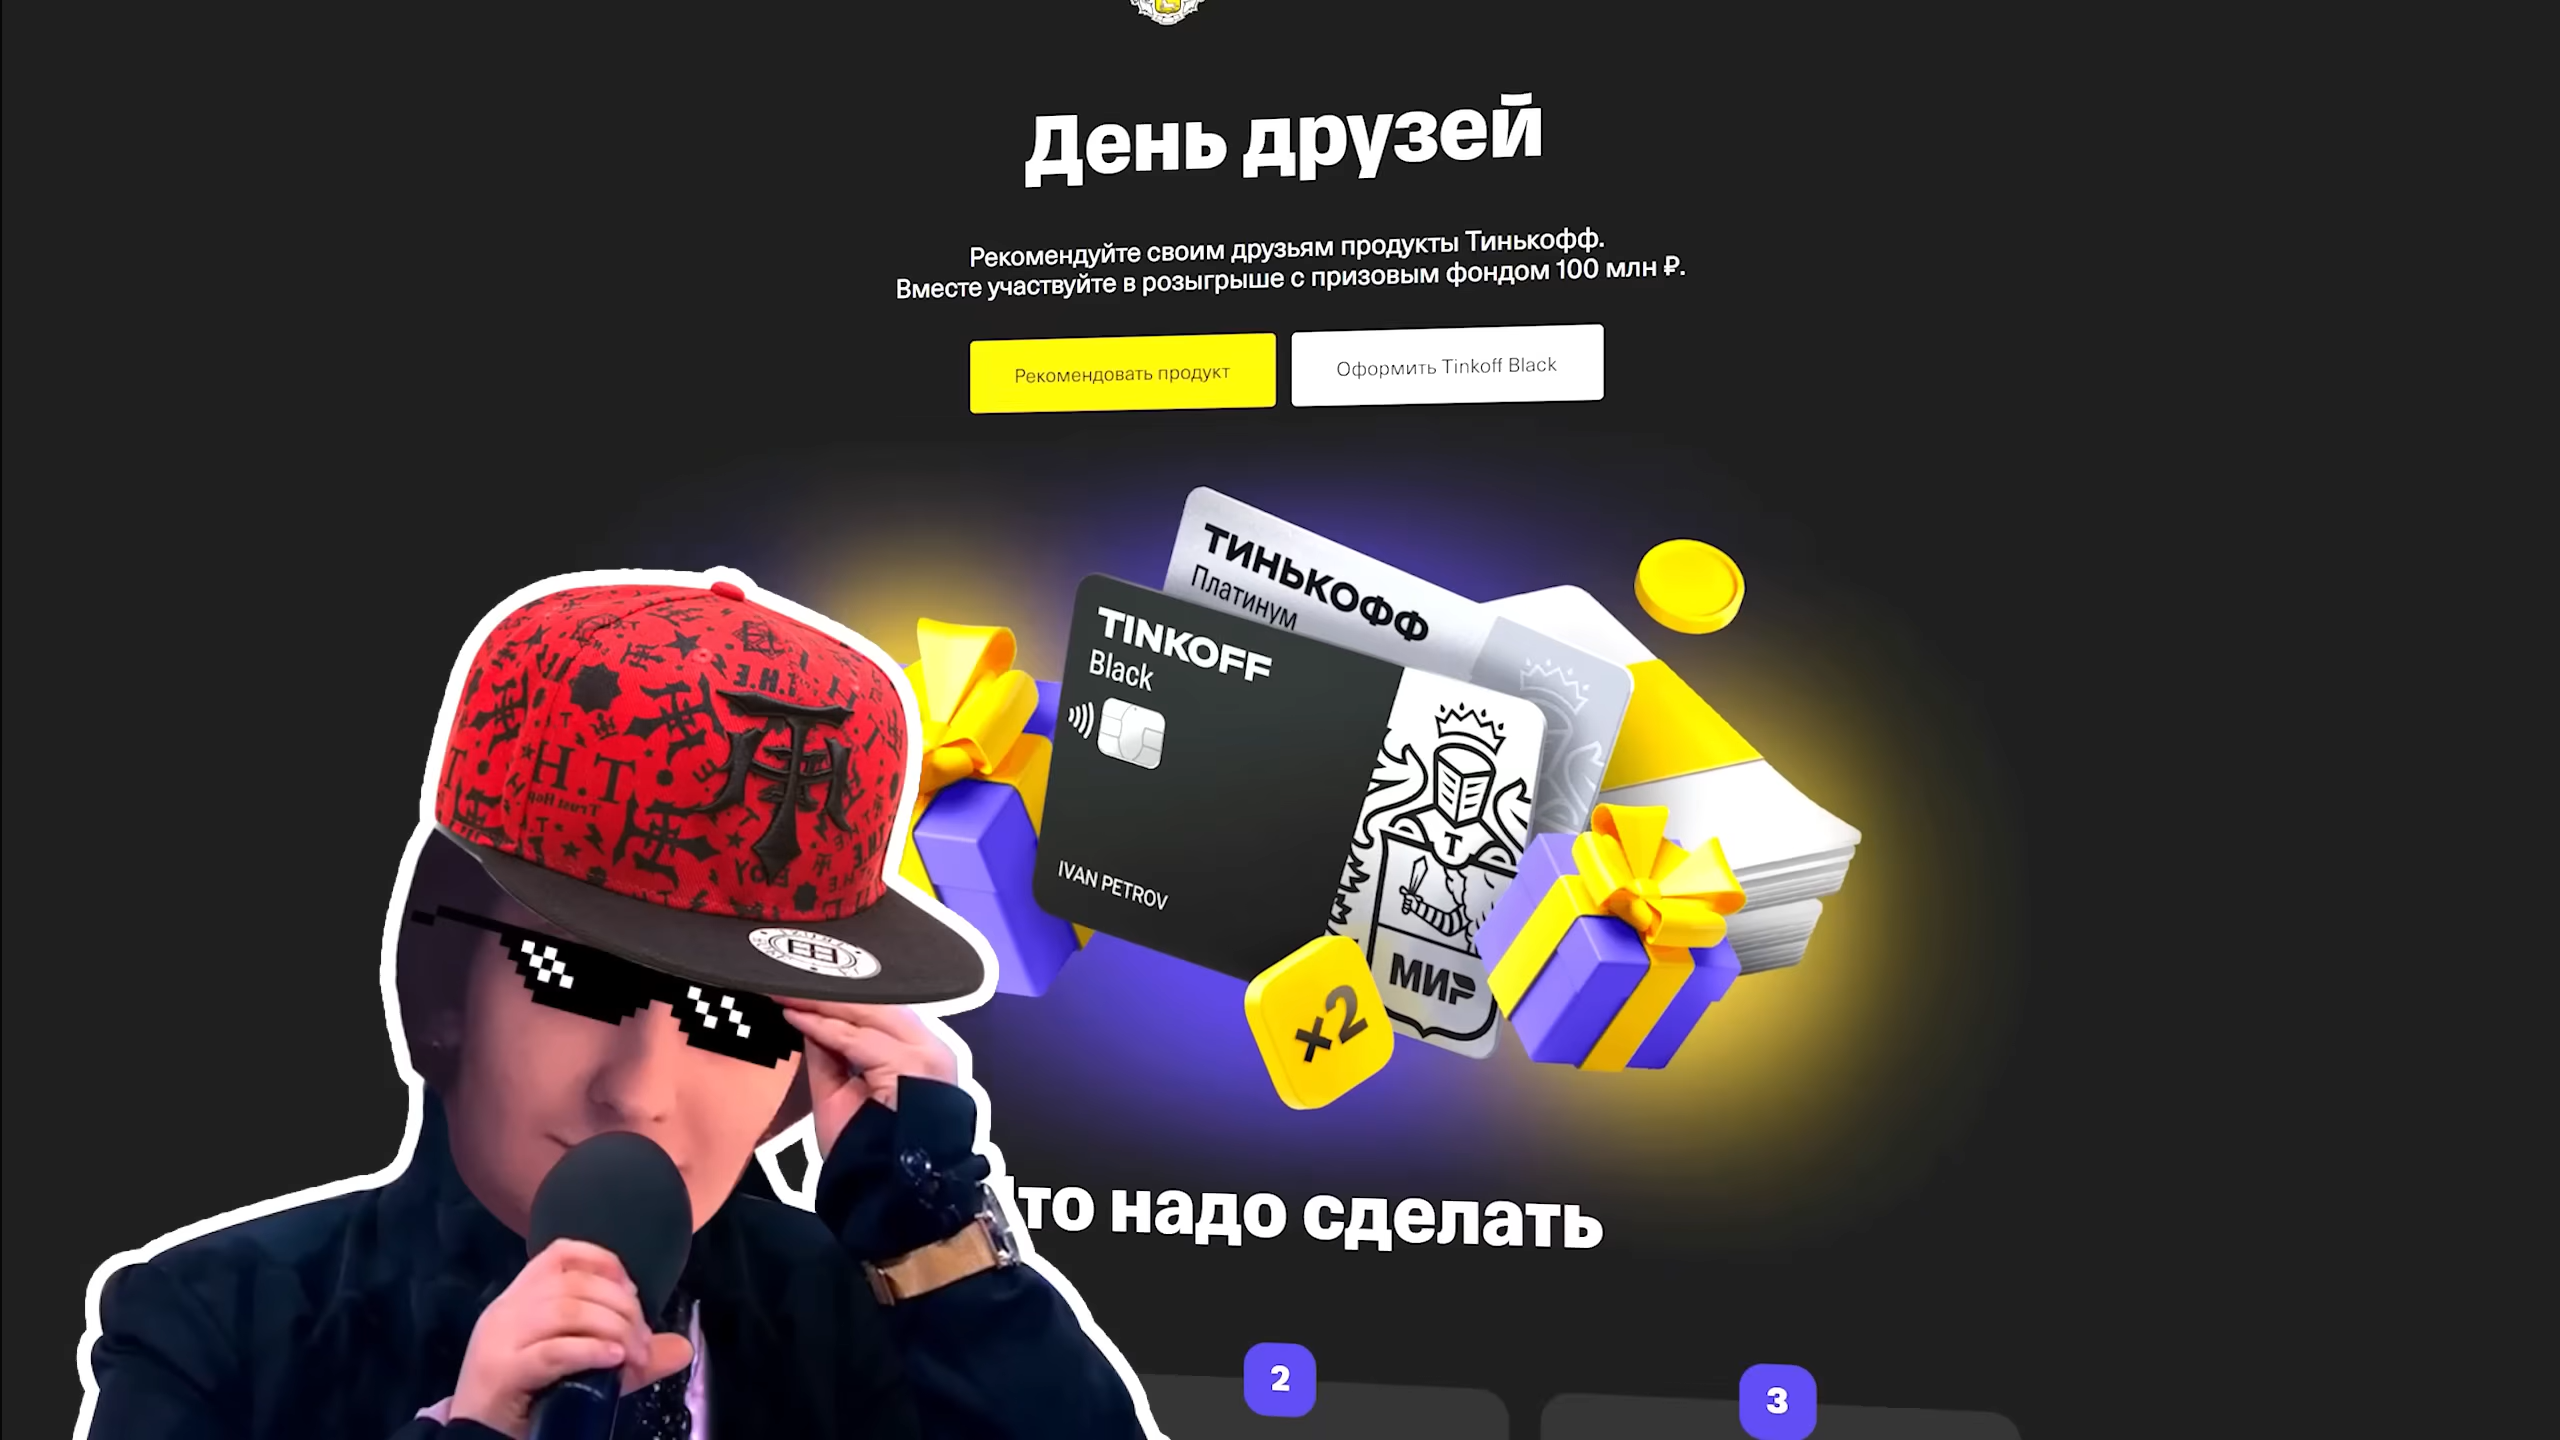 День друзей
Рекомендуйте своим друзьям продукты Тинькофф.
Вместе участвуйте в розыгрыше с призовым фондом 100 млн ₽.
Рекомендовать продукт
Оформить Tinkoff Black
ТИНЬКОФФ
Платинум
TINKOFF
Black
IVAN PETROV
Т
МИР
×2
H.T
то надо сделать
2
3